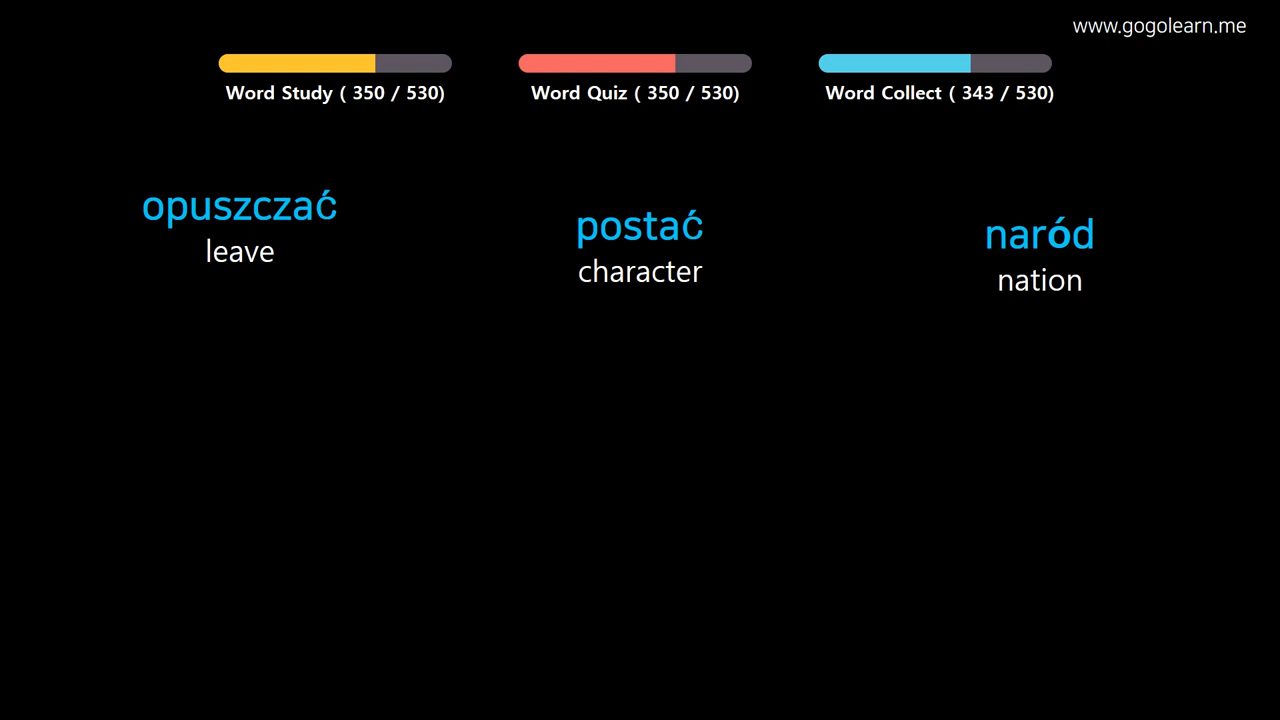 www.gogolearn.me
Word Study ( 350 / 530)
Word Quiz ( 350 / 530)
Word Collect ( 343 / 530)
opuszczać
leave
postać
character
naród
nation